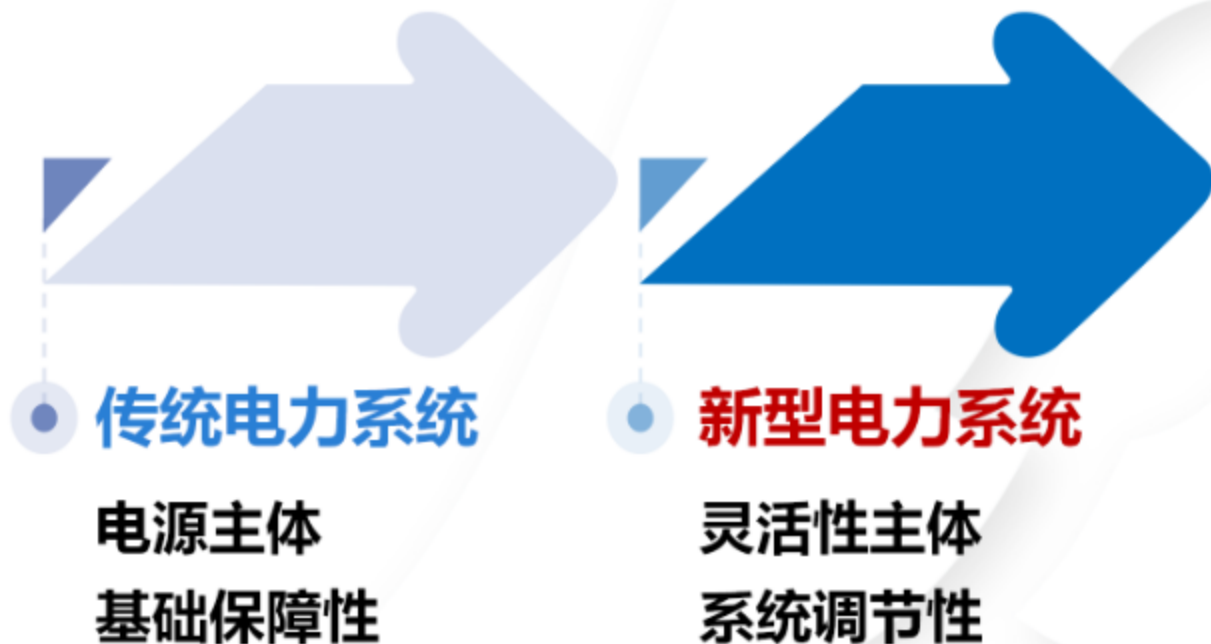 传统电力系统
电源主体
基础保障性
新型电力系统
灵活性主体
系统调节性